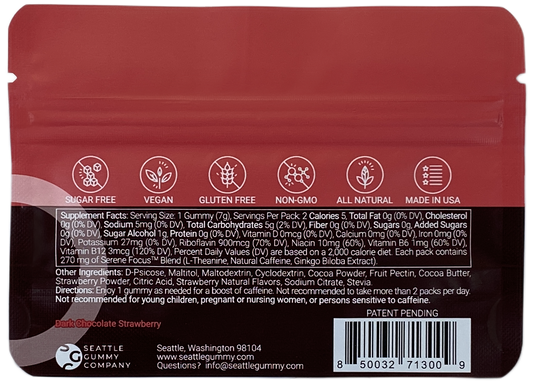 SUGAR FREE VEGAN GLUTEN FREE NON-GMO ALL NATURAL MADE IN USA
Supplement Facts: Serving Size: 1 Gummy (7g), Servings Per Pack: 2 Calories 5, Total Fat 0g (0% DV), Cholesterol
0g (0% DV), Sodium 5mg (0% DV), Total Carbohydrates 5g (2% DV), Fiber 0g (0% DV), Sugars 0g, Added Sugars
0g (0% DV), Sugar Alcohol 1g, Protein 0g (0% DV), Vitamin D 0mcg (0% DV), Calcium 0mg (0% DV), Iron 0mg (0%
DV), Potassium 27mg (0% DV), Riboflavin 900mcg (70% DV), Niacin 10mg (60%), Vitamin B6 1mg (60% DV),
Vitamin B12 3mcg (120% DV), Percent Daily Values (DV) are based on a 2,000 calorie diet. Each pack contains
270 mg of Serene Focus™ Blend (L-Theanine, Natural Caffeine, Ginkgo Biloba Extract).
Other Ingredients: D-Psicose, Maltitol, Maltodextrin, Cyclodextrin, Cocoa Powder, Fruit Pectin, Cocoa Butter,
Strawberry Powder, Citric Acid, Strawberry Natural Flavors, Sodium Citrate, Stevia.
Directions: Enjoy 1 gummy as needed for a boost of caffeine. Not recommended to take more than 2 packs per day.
Not recommended for young children, pregnant or nursing women, or persons sensitive to caffeine.
PATENT PENDING
Dark Chocolate Strawberry
SEATTLE
GUMMY
COMPANY
Seattle, Washington 98104
www.seattlegummy.com
Questions? info@seattlegummy.com
8 50032 71300 9